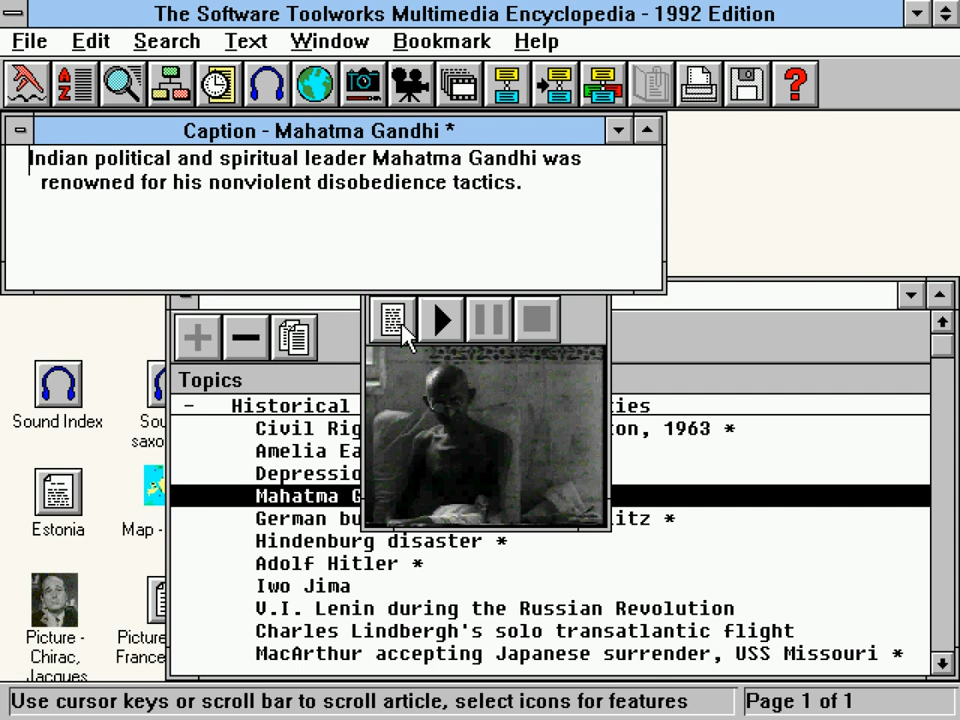 The Software Toolworks Multimedia Encyclopedia - 1992 Edition
File Edit Search Text Window Bookmark Help
Caption - Mahatma Gandhi *
Indian political and spiritual leader Mahatma Gandhi was
renowned for his nonviolent disobedience tactics.
Topics
- Historical
Civil Rig ton, 1963 *
Amelia Ea
Depressio
Mahatma G
German bu itz *
Hindenburg disaster *
Adolf Hitler *
Iwo Jima
V.I. Lenin during the Russian Revolution
Charles Lindbergh's solo transatlantic flight
MacArthur accepting Japanese surrender, USS Missouri *
Sound Index
Sou
saxo
Estonia
Map -
Picture -
Chirac,
Jacques
Picture
France
Use cursor keys or scroll bar to scroll article, select icons for features
Page 1 of 1